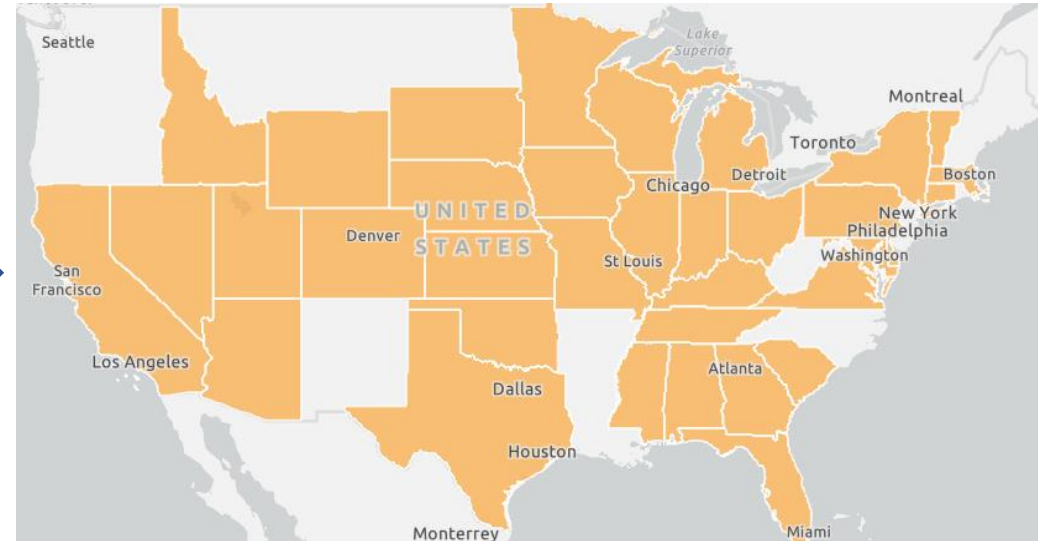 Seattle
Lake
Superior
Montreal
Toronto
Boston
Detroit
Chicago
New York
UNITED
Philadelphia
Denver
STATES
Washington
St Louis
San
Francisco
Los Angeles
Atlanta
Dallas
Houston
Monterrey
Miami